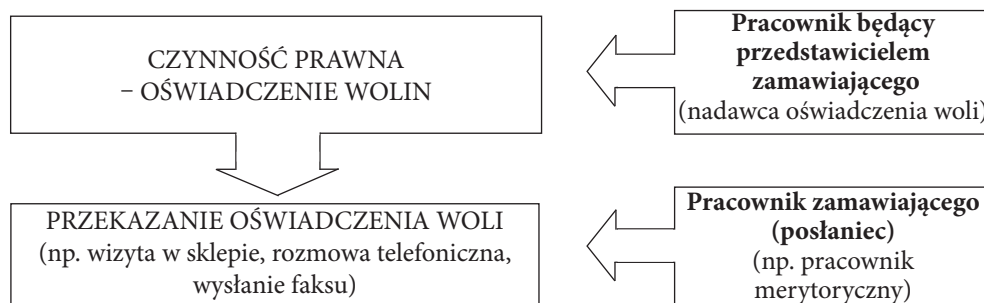 CZYNNOŚĆ PRAWNA
– OŚWIADCZENIE WOLIN
Pracownik będący
przedstawicielem
zamawiającego
(nadawca oświadczenia woli)
PRZEKAZANIE OŚWIADCZENIA WOLI
(np. wizyta w sklepie, rozmowa telefoniczna,
wysłanie faksu)
Pracownik zamawiającego
(posłaniec)
(np. pracownik
merytoryczny)